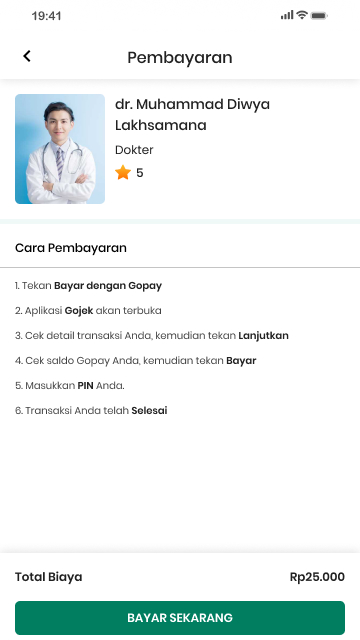 19:41
Pembayaran
dr. Muhammad Diwya
Lakhsamana
Dokter
5
Cara Pembayaran
1. Tekan Bayar dengan Gopay
2. Aplikasi Gojek akan terbuka
3. Cek detail transaksi Anda, kemudian tekan Lanjutkan
4. Cek saldo Gopay Anda, kemudian tekan Bayar
5. Masukkan PIN Anda.
6. Transaksi Anda telah Selesai
Total Biaya Rp25.000
BAYAR SEKARANG